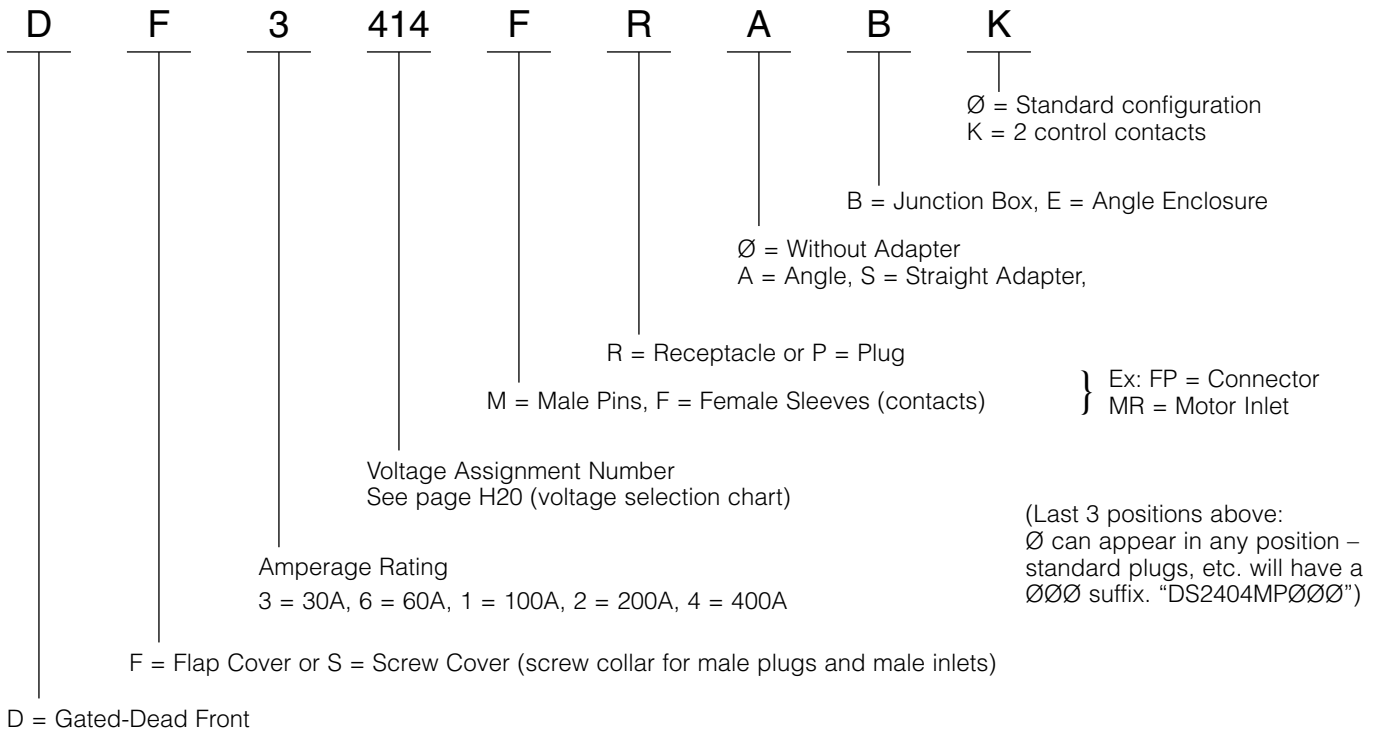 D F 3 414 F R A B K
Ø = Standard configuration
K = 2 control contacts
B = Junction Box, E = Angle Enclosure
Ø = Without Adapter
A = Angle, S = Straight Adapter,
R = Receptacle or P = Plug
M = Male Pins, F = Female Sleeves (contacts)
} Ex: FP = Connector
MR = Motor Inlet
Voltage Assignment Number
See page H20 (voltage selection chart)
(Last 3 positions above:
Ø can appear in any position –
standard plugs, etc. will have a
ØØØ suffix. “DS2404MPØØØ”)
Amperage Rating
3 = 30A, 6 = 60A, 1 = 100A, 2 = 200A, 4 = 400A
F = Flap Cover or S = Screw Cover (screw collar for male plugs and male inlets)
D = Gated-Dead Front